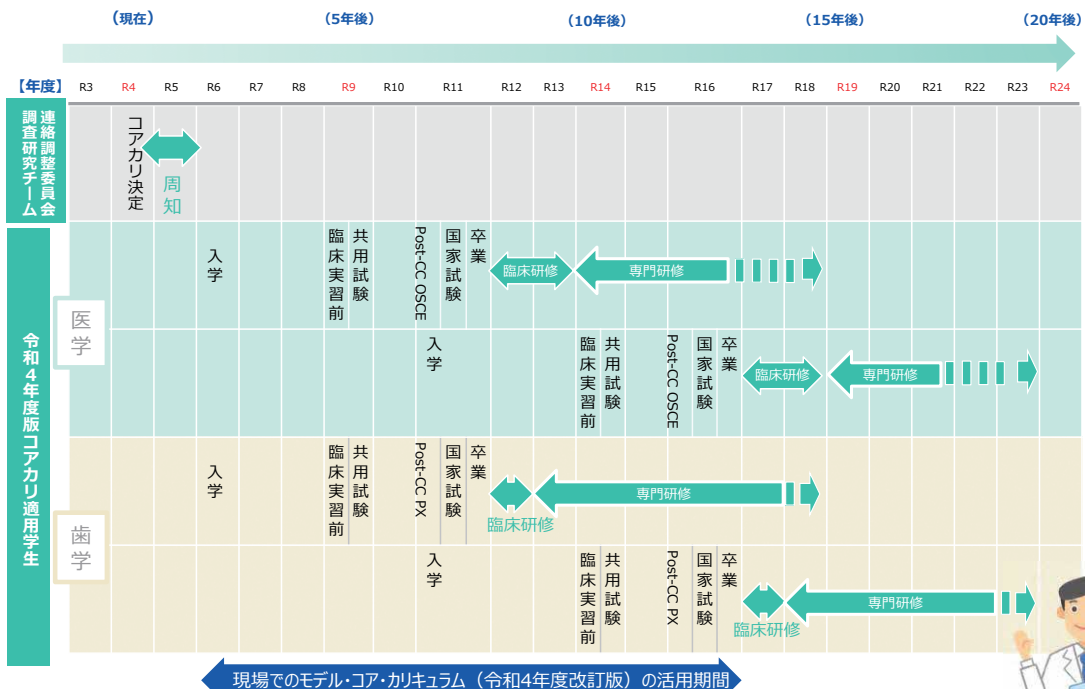 (現在)
(5年後)
(10年後)
(15年後)
(20年後)
【年度】 R3 R4 R5 R6 R7 R8 R9 R10 R11 R12 R13 R14 R15 R16 R17 R18 R19 R20 R21 R22 R23 R24
連絡調整委員会
調査研究チーム
コアカリ決定
周知
令和4年度版コアカリ適用学生
医学
入学
臨床実習前
共用試験
Post-CC OSCE
国家試験
卒業
臨床研修
専門研修
入学
臨床実習前
共用試験
Post-CC OSCE
国家試験
卒業
臨床研修
専門研修
歯学
入学
臨床実習前
共用試験
Post-CC PX
国家試験
卒業
臨床研修
専門研修
入学
臨床実習前
共用試験
Post-CC PX
国家試験
卒業
臨床研修
専門研修
現場でのモデル・コア・カリキュラム（令和4年度改訂版）の活用期間